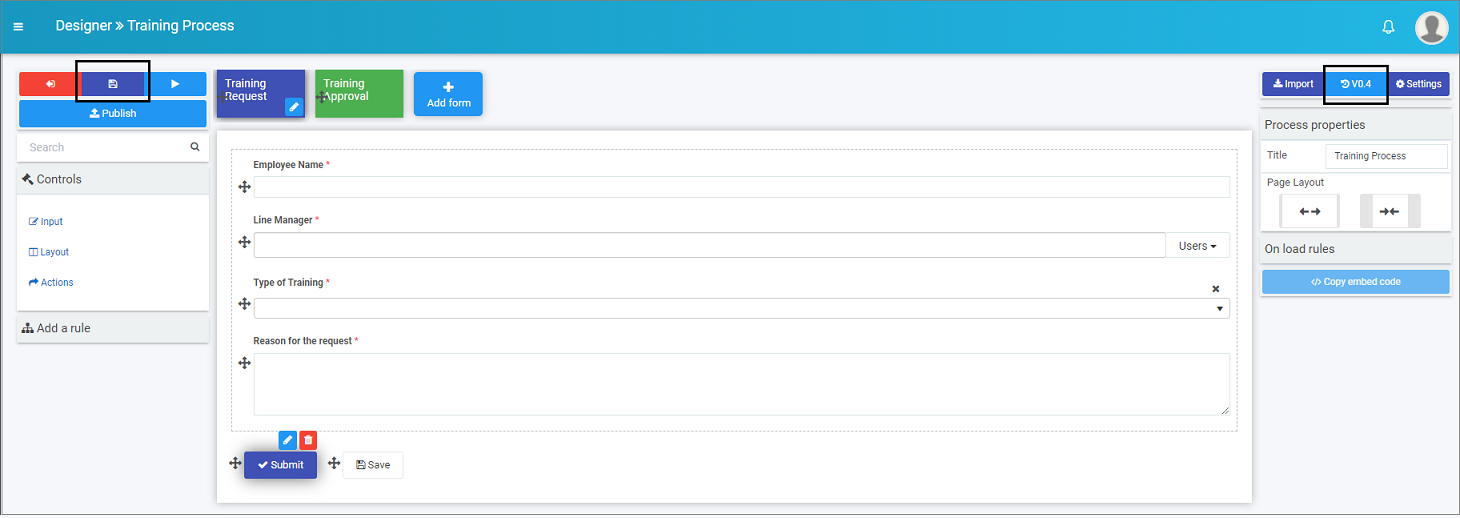 Designer » Training Process
Training
Request
Training
Approval
Add form
Import
V0.4
Settings
Publish
Search
Controls
Input
Layout
Actions
Add a rule
Employee Name *
Line Manager *
Users
Type of Training *
Reason for the request *
Submit
Save
Process properties
Title
Training Process
Page Layout
On load rules
</> Copy embed code